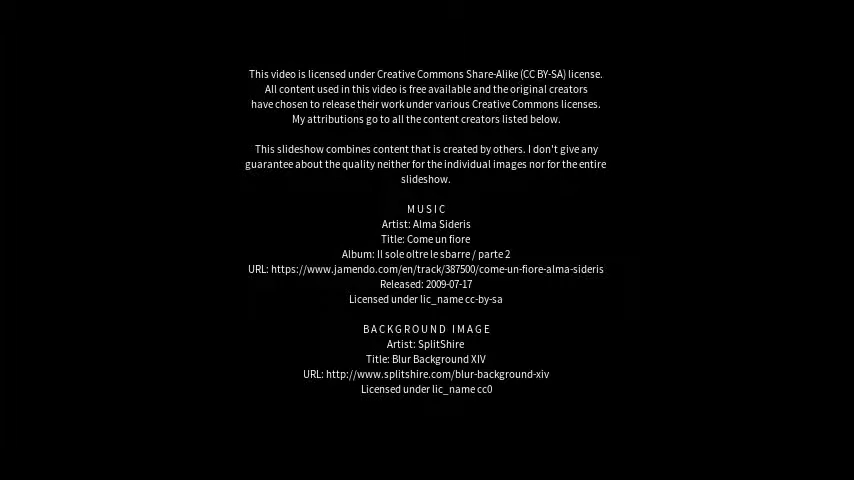 This video is licensed under Creative Commons Share-Alike (CC BY-SA) license.
All content used in this video is free available and the original creators
have chosen to release their work under various Creative Commons licenses.
My attributions go to all the content creators listed below.
This slideshow combines content that is created by others. I don't give any
guarantee about the quality neither for the individual images nor for the entire
slideshow.
MUSIC
Artist: Alma Sideris
Title: Come un fiore
Album: Il sole oltre le sbarre / parte 2
URL: https://www.jamendo.com/en/track/387500/come-un-fiore-alma-sideris
Released: 2009-07-17
Licensed under lic_name cc-by-sa
BACKGROUND IMAGE
Artist: SplitShire
Title: Blur Background XIV
URL: http://www.splitshire.com/blur-background-xiv
Licensed under lic_name cc0